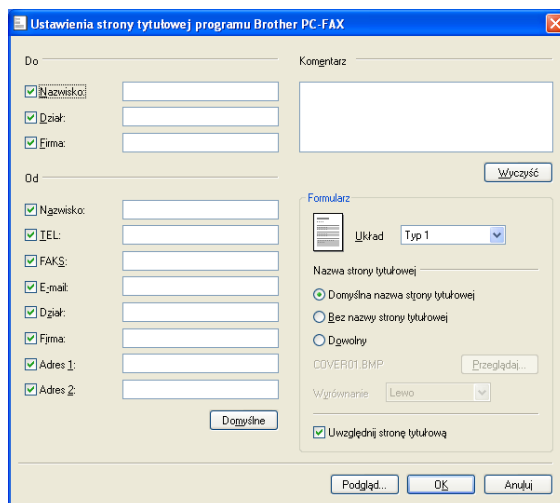 Ustawienia strony tytułowej programu Brother PC-FAX
Do
Nazwisko:
Dział:
Firma:
Od
Nazwisko:
TEL:
FAKS:
E-mail:
Dział:
Firma:
Adres 1:
Adres 2:
Domyślne
Komentarz
Wyczyść
Formularz
Układ Typ 1
Nazwa strony tytułowej
Domyślna nazwa strony tytułowej
Bez nazwy strony tytułowej
Dowolny
COVER01.BMP Przeglądaj...
Wyrównanie Lewo
Uwzględnij stronę tytułową
Podgląd... OK Anuluj